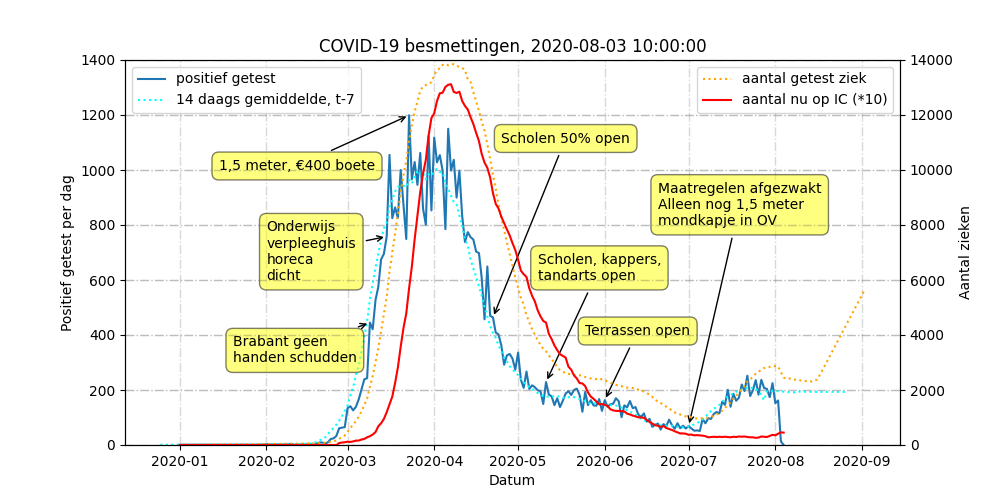 COVID-19 besmettingen, 2020-08-03 10:00:00
positief getest
14 daags gemiddelde, t-7
aantal getest ziek
aantal nu op IC (*10)
1,5 meter, €400 boete
Scholen 50% open
Maatregelen afgezwakt
Alleen nog 1,5 meter
mondkapje in OV
Onderwijs
verpleeghuis
horeca
dicht
Scholen, kappers,
tandarts open
Terrassen open
Brabant geen
handen schudden
Positief getest per dag
1400
1200
1000
800
600
400
200
0
Aantal zieken
14000
12000
10000
8000
6000
4000
2000
0
2020-01
2020-02
2020-03
2020-04
2020-05
2020-06
2020-07
2020-08
2020-09
Datum